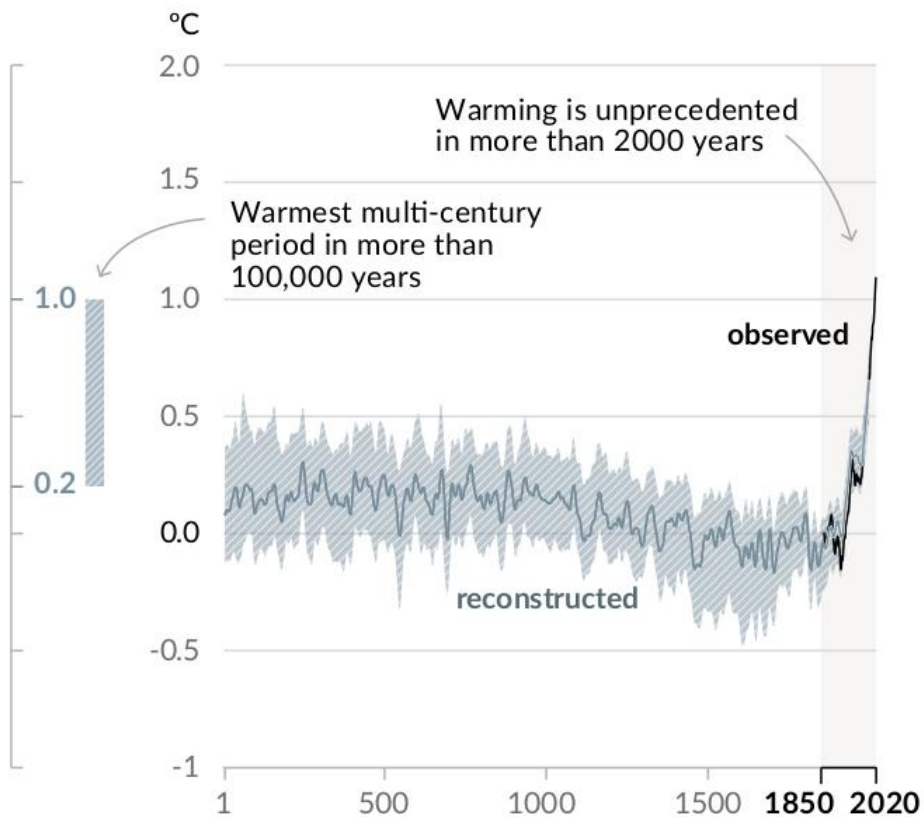 ºC
2.0
Warming is unprecedented
in more than 2000 years
1.5
Warmest multi-century
period in more than
100,000 years
1.0
1.0
observed
0.5
0.2
0.0
reconstructed
-0.5
-1
1 500 1000 1500 1850 2020